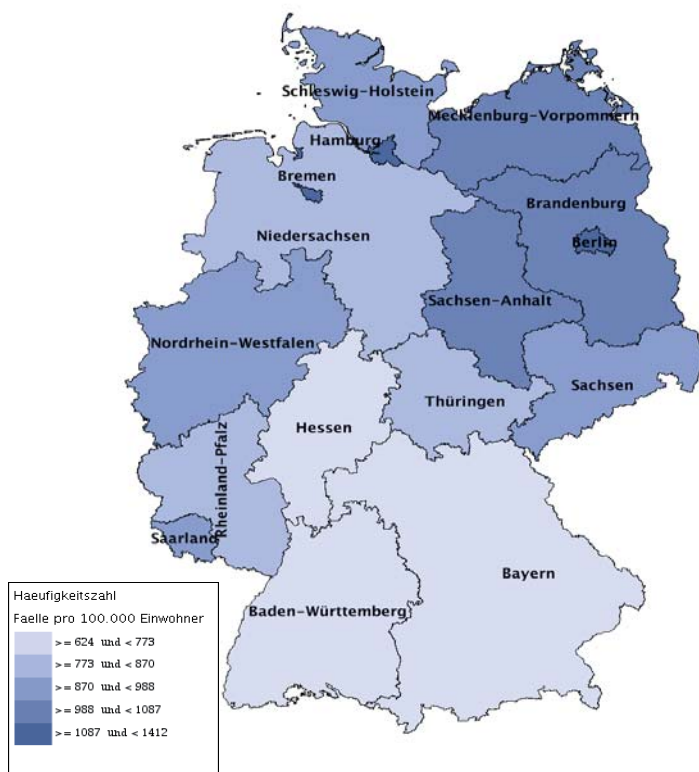 Schleswig-Holstein
Mecklenburg-Vorpommern
Hamburg
Bremen
Brandenburg
Niedersachsen
Berlin
Sachsen-Anhalt
Nordrhein-Westfalen
Sachsen
Thüringen
Hessen
Rheinland-Pfalz
Saarland
Bayern
Baden-Württemberg
Haeufigkeitszahl
Faelle pro 100.000 Einwohner
>= 624 und < 773
>= 773 und < 870
>= 870 und < 988
>= 988 und < 1087
>= 1087 und < 1412